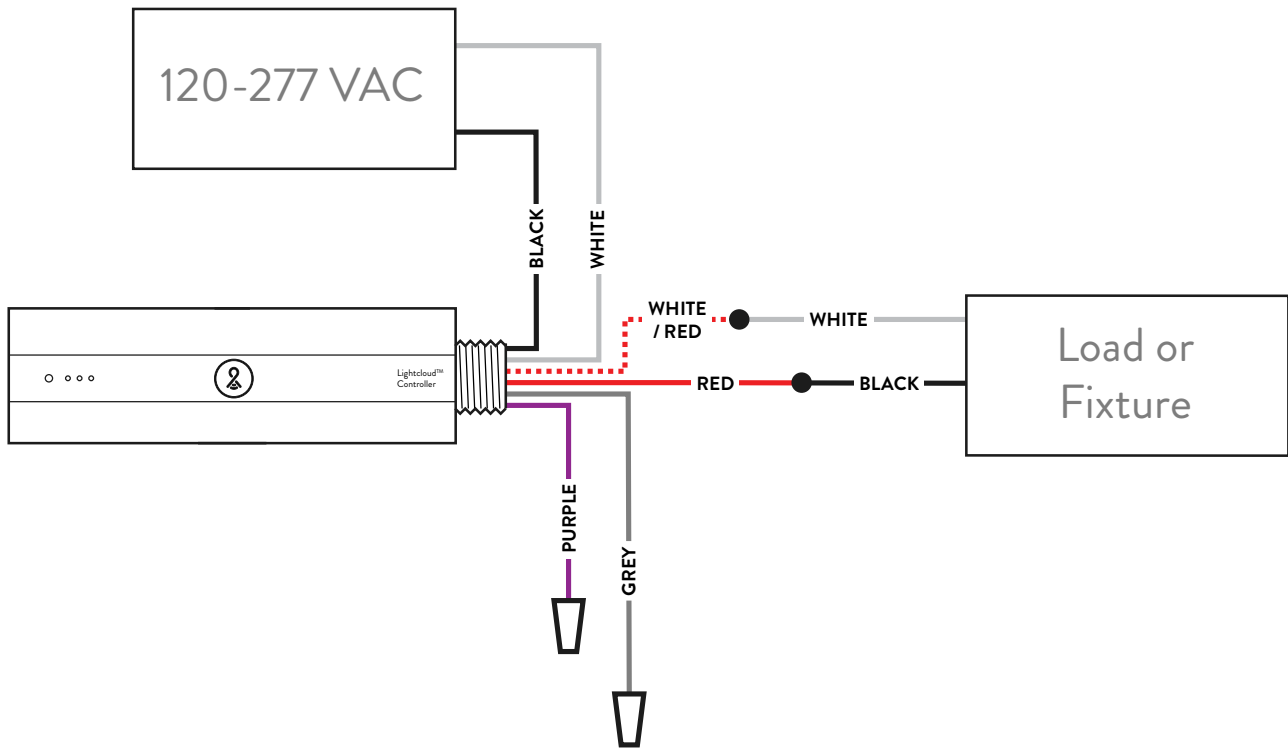 120-277 VAC
BLACK
WHITE
WHITE
/ RED
WHITE
Load or
Fixture
Lightcloud™
Controller
RED
BLACK
PURPLE
GREY